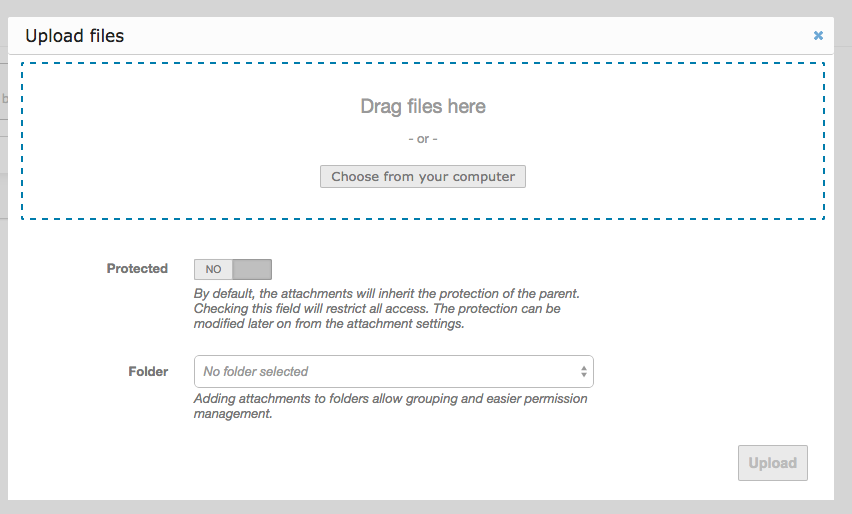 Upload files
Drag files here
- or -
Choose from your computer
Protected
NO
By default, the attachments will inherit the protection of the parent.
Checking this field will restrict all access. The protection can be
modified later on from the attachment settings.
Folder
No folder selected
Adding attachments to folders allow grouping and easier permission
management.
Upload